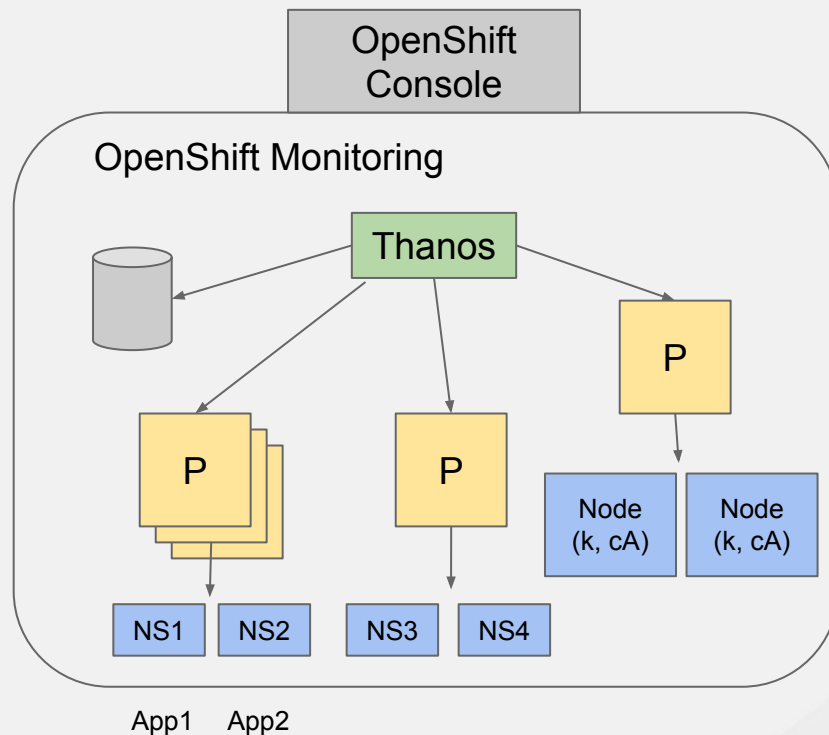 OpenShift
Console
OpenShift Monitoring
Thanos
P
P
P
Node
(k, cA)
Node
(k, cA)
NS1
NS2
NS3
NS4
App1
App2